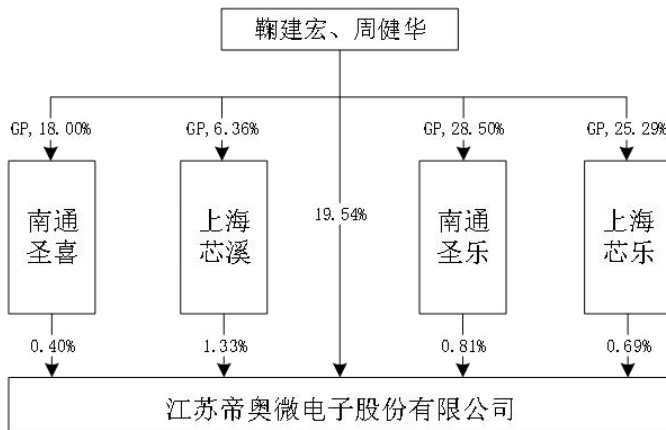 鞠建宏、周健华
GP,18.00%
GP,6.36%
GP,28.50%
GP,25.29%
南通
圣喜
上海
芯溪
19.54%
南通
圣乐
上海
芯乐
0.40%
1.33%
0.81%
0.69%
江苏帝奥微电子股份有限公司